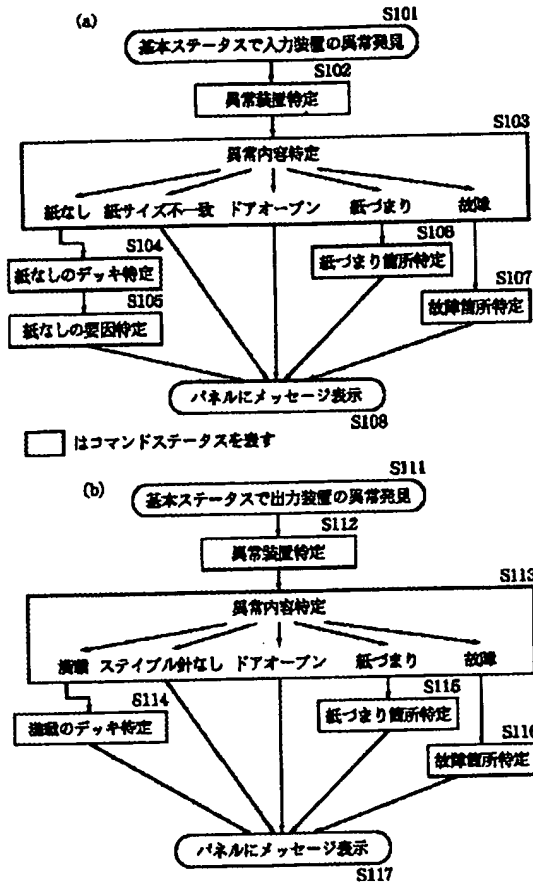 (a)
S101
基本ステータスで入力装置の異常発見
S102
異常装置特定
S103
異常内容特定
紙なし 紙サイズ不一致 ドアオープン 紙づまり 故障
S104
S106
紙なしのデッキ特定
紙づまり箇所特定
S105
S107
紙なしの要因特定
故障箇所特定
パネルにメッセージ表示
S108
はコマンドステータスを表す
(b)
S111
基本ステータスで出力装置の異常発見
S112
異常装置特定
S113
異常内容特定
満載 ステイプル針なし ドアオープン 紙づまり 故障
S114
S115
満載のデッキ特定
紙づまり箇所特定
S116
故障箇所特定
パネルにメッセージ表示
S117